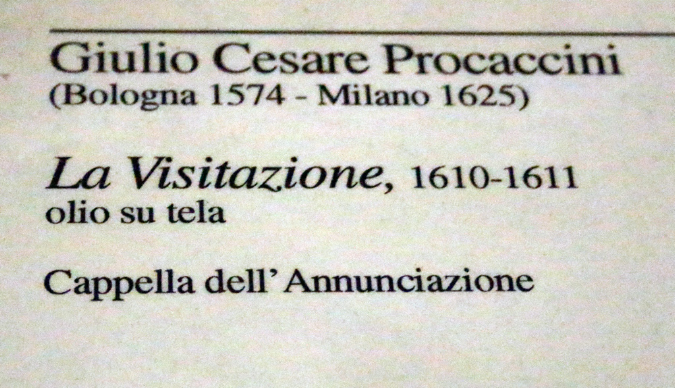 Giulio Cesare Procaccini
(Bologna 1574 - Milano 1625)
La Visitazione, 1610-1611
olio su tela
Cappella dell'Annunciazione